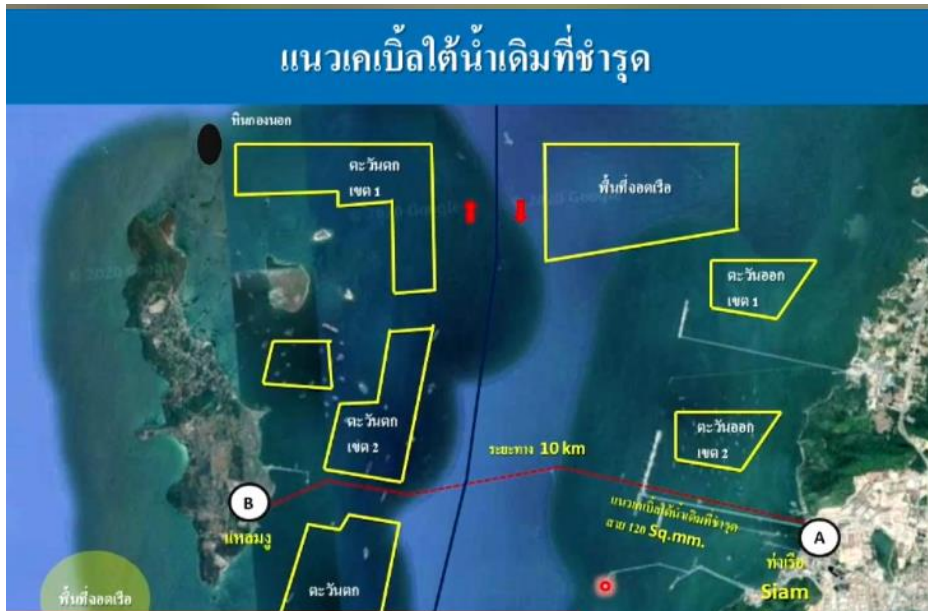 แนวเคเบิ้ลใต้น้ำเดิมที่ชำรุด
หินกองนอก
ตะวันตก
เขต 1
พื้นที่จอดเรือ
© 2020 Google
ตะวันออก
เขต 1
ตะวันตก
เขต 2
ตะวันออก
เขต 2
ระยะทาง 10 km
แนวเคเบิ้ลใต้น้ำเดิมที่ชำรุด
สาย 120 Sq.mm.
B
แหลมงู
A
ท่าเรือ
Siam
ตะวันตก
พื้นที่จอดเรือ